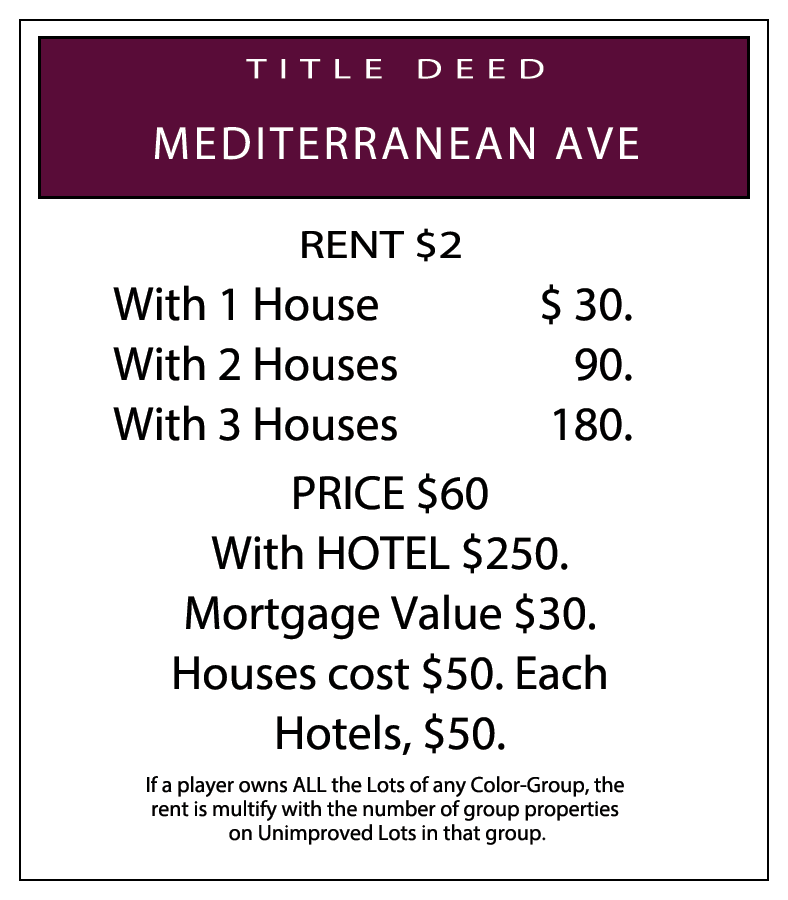 TITLE DEED
MEDITERRANEAN AVE
RENT $2
With 1 House $ 30.
With 2 Houses 90.
With 3 Houses 180.
PRICE $60
With HOTEL $250.
Mortgage Value $30.
Houses cost $50. Each
Hotels, $50.
If a player owns ALL the Lots of any Color-Group, the
rent is multify with the number of group properties
on Unimproved Lots in that group.